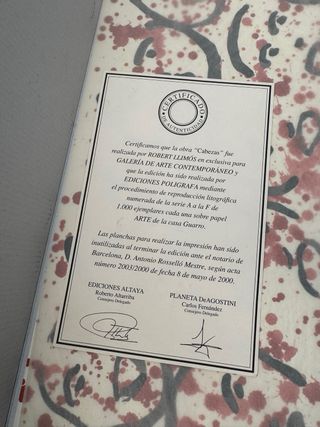 CERTIFICADO
DE AUTENTICIDAD
Certificamos que la obra "Cabezas" fue
realizada por ROBERT LLIMÓS en exclusiva para
GALERÍA DE ARTE CONTEMPORÁNEO y
que la edición ha sido realizada por
EDICIONES POLIGRAFA mediante
el procedimiento de reproducción litográfica
numerada de la serie A a la F de
1.000 ejemplares cada una sobre papel
ARTE de la casa Guarro.
Las planchas para realizar la impresión han sido
inutilizadas al terminar la edición ante el notario de
Barcelona, D. Antonio Rosselló Mestre, según acta
número 2003/2000 de fecha 8 de mayo de 2000.
EDICIONES ALTAYA
Roberto Altarriba
Consejero Delegado
PLANETA DeAGOSTINI
Carlos Fernández
Consejero Delegado